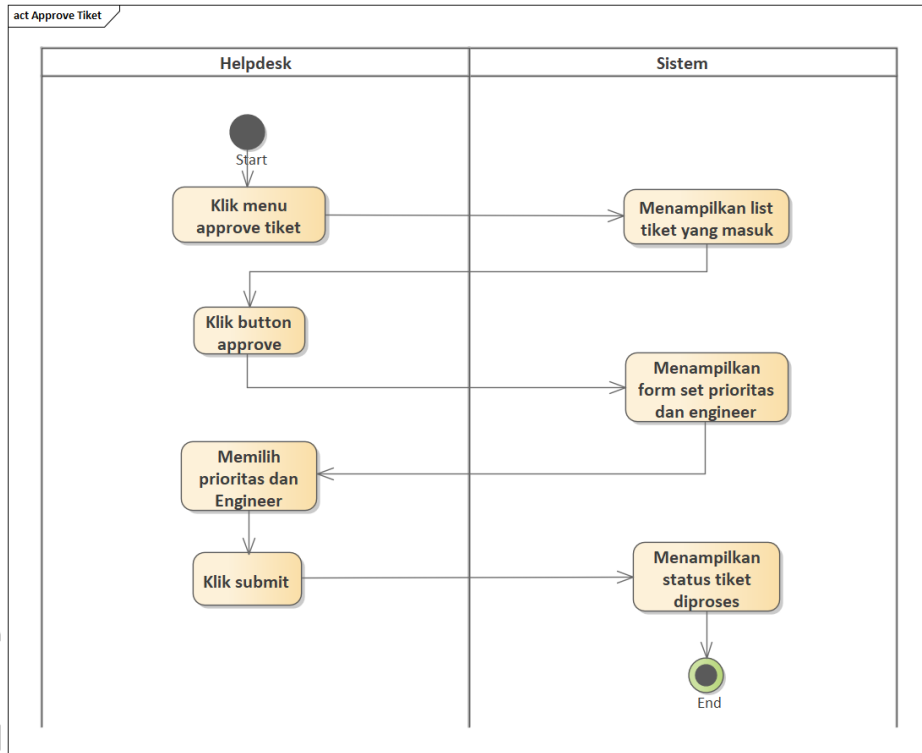 act Approve Tiket
Helpdesk
Sistem
Start
Klik menu
approve tiket
Menampilkan list
tiket yang masuk
Klik button
approve
Menampilkan
form set prioritas
dan engineer
Memilih
prioritas dan
Engineer
Klik submit
Menampilkan
status tiket
diproses
End